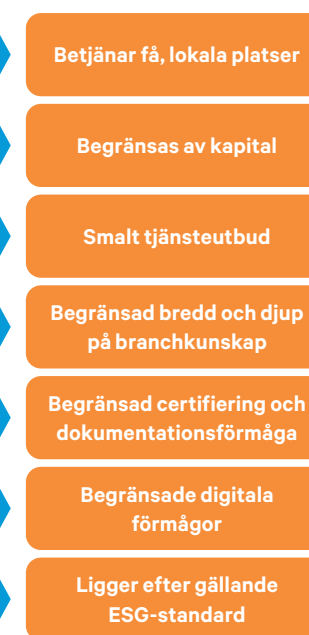 Betjänar få, lokala platser
Begränsas av kapital
Smalt tjänsteutbud
Begränsad bredd och djup
på branchkunskap
Begränsad certifiering och
dokumentationsförmåga
Begränsade digitala
förmågor
Ligger efter gällande
ESG-standard